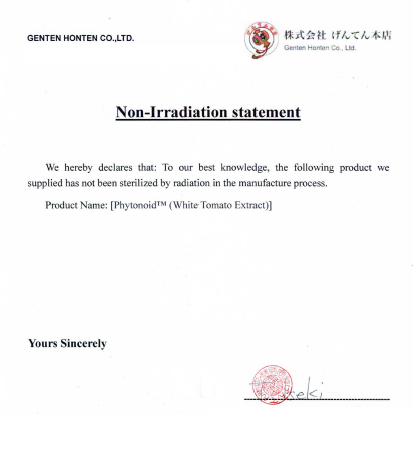 GENTEN HONTEN CO.,LTD.
株式会社 げんてん本店
Genten Honten Co., Ltd.
Non-Irradiation statement
We hereby declares that: To our best knowledge, the following product we
supplied has not been sterilized by radiation in the manufacture process.
Product Name: [Phytonoid™ (White Tomato Extract)]
Yours Sincerely